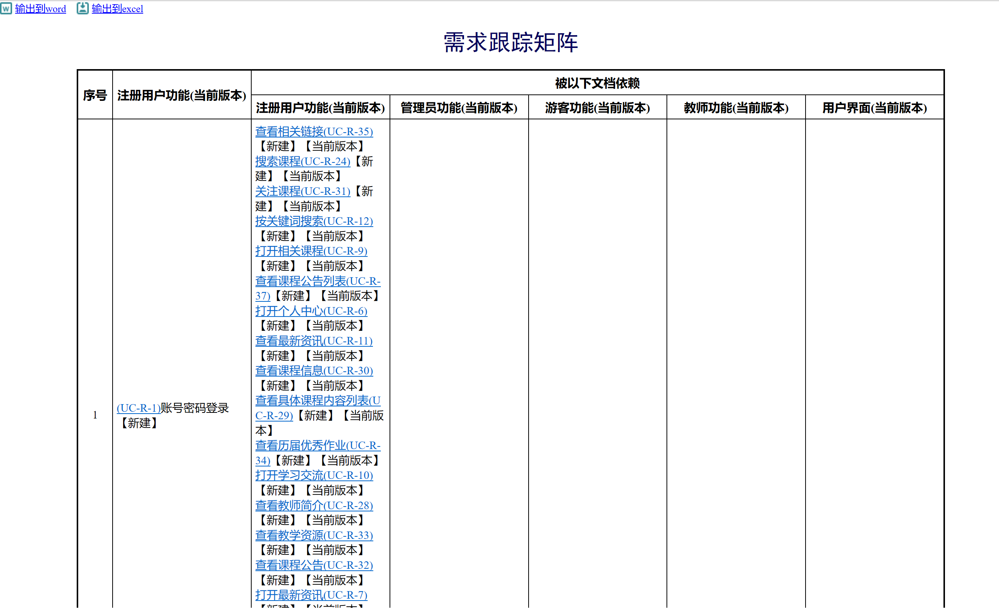 输出到word 输出到excel
需求跟踪矩阵
序号 注册用户功能(当前版本) 被以下文档依赖
注册用户功能(当前版本) 管理员功能(当前版本) 游客功能(当前版本) 教师功能(当前版本) 用户界面(当前版本)
1
(UC-R-1)账号密码登录
【新建】
查看相关链接(UC-R-35)
【新建】【当前版本】
搜索课程(UC-R-24)【新
建】【当前版本】
关注课程(UC-R-31)【新
建】【当前版本】
按关键词搜索(UC-R-12)
【新建】【当前版本】
打开相关课程(UC-R-9)
【新建】【当前版本】
查看课程公告列表(UC-R-
37)【新建】【当前版本】
打开个人中心(UC-R-6)
【新建】【当前版本】
查看最新资讯(UC-R-11)
【新建】【当前版本】
查看课程信息(UC-R-30)
【新建】【当前版本】
查看具体课程内容列表(U
C-R-29)【新建】【当前版
本】
查看历届优秀作业(UC-R-
34)【新建】【当前版本】
打开学习交流(UC-R-10)
【新建】【当前版本】
查看教师简介(UC-R-28)
【新建】【当前版本】
查看教学资源(UC-R-33)
【新建】【当前版本】
查看课程公告(UC-R-32)
【新建】【当前版本】
打开最新资讯(UC-R-7)
【新建】【当前版本】